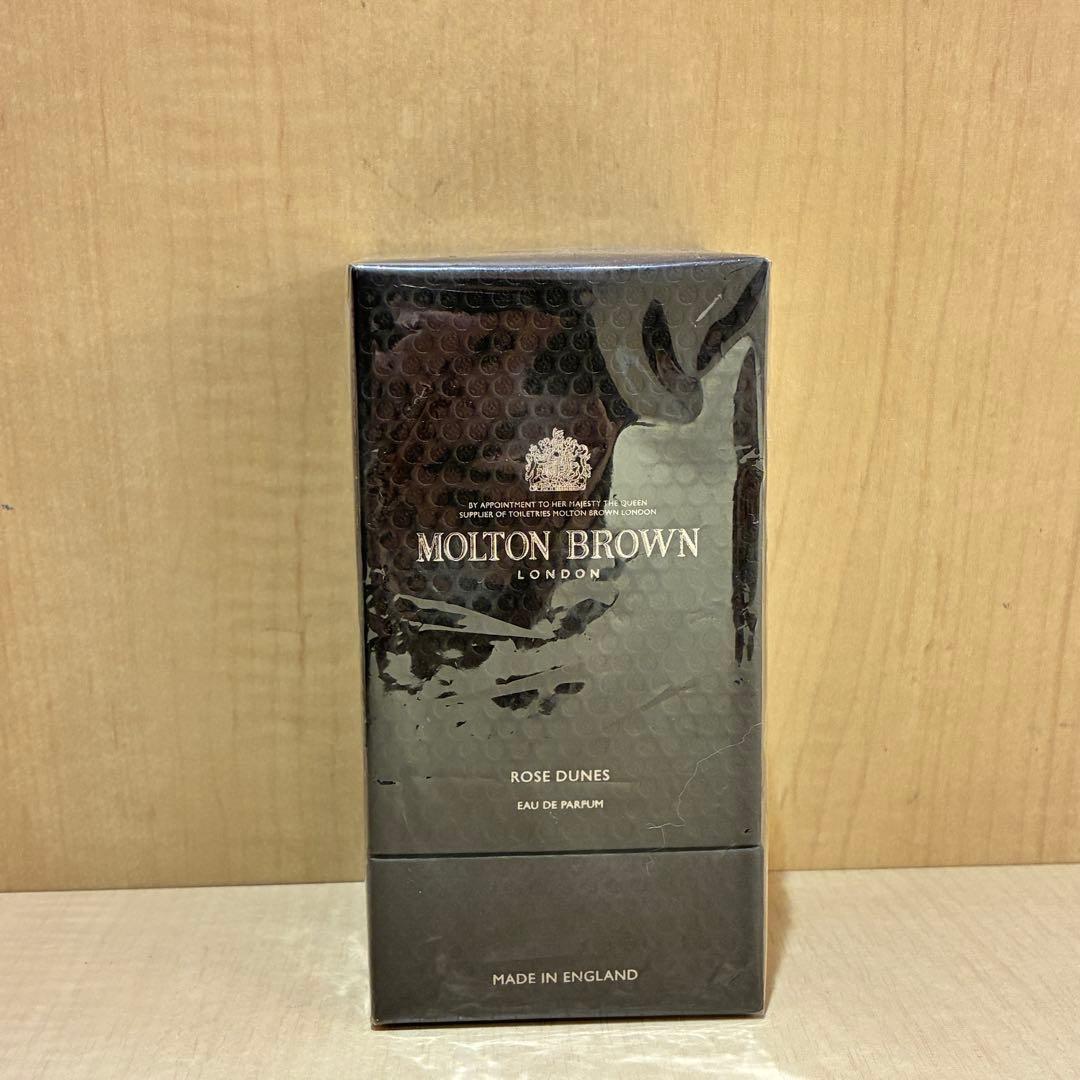 BY APPOINTMENT TO HER MAJESTY THE QUEEN
SUPPLIER OF TOILETRIES MOLTON BROWN LONDON
MOLTON BROWN
LONDON
ROSE DUNES
EAU DE PARFUM
MADE IN ENGLAND